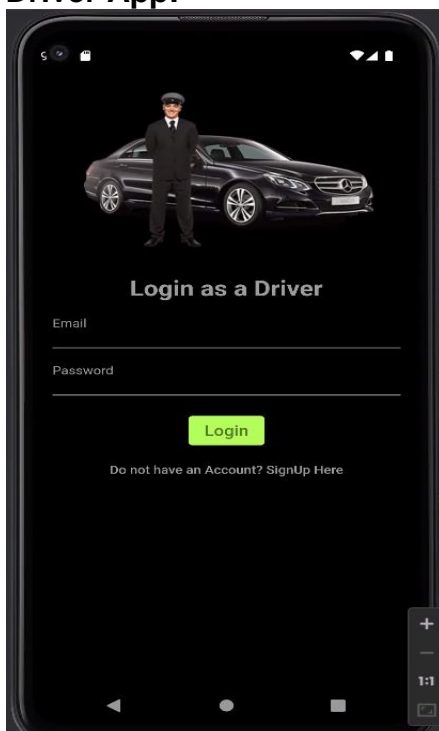 Driver App:
Login as a Driver
Email
Password
Login
Do not have an Account? SignUp Here
1:1